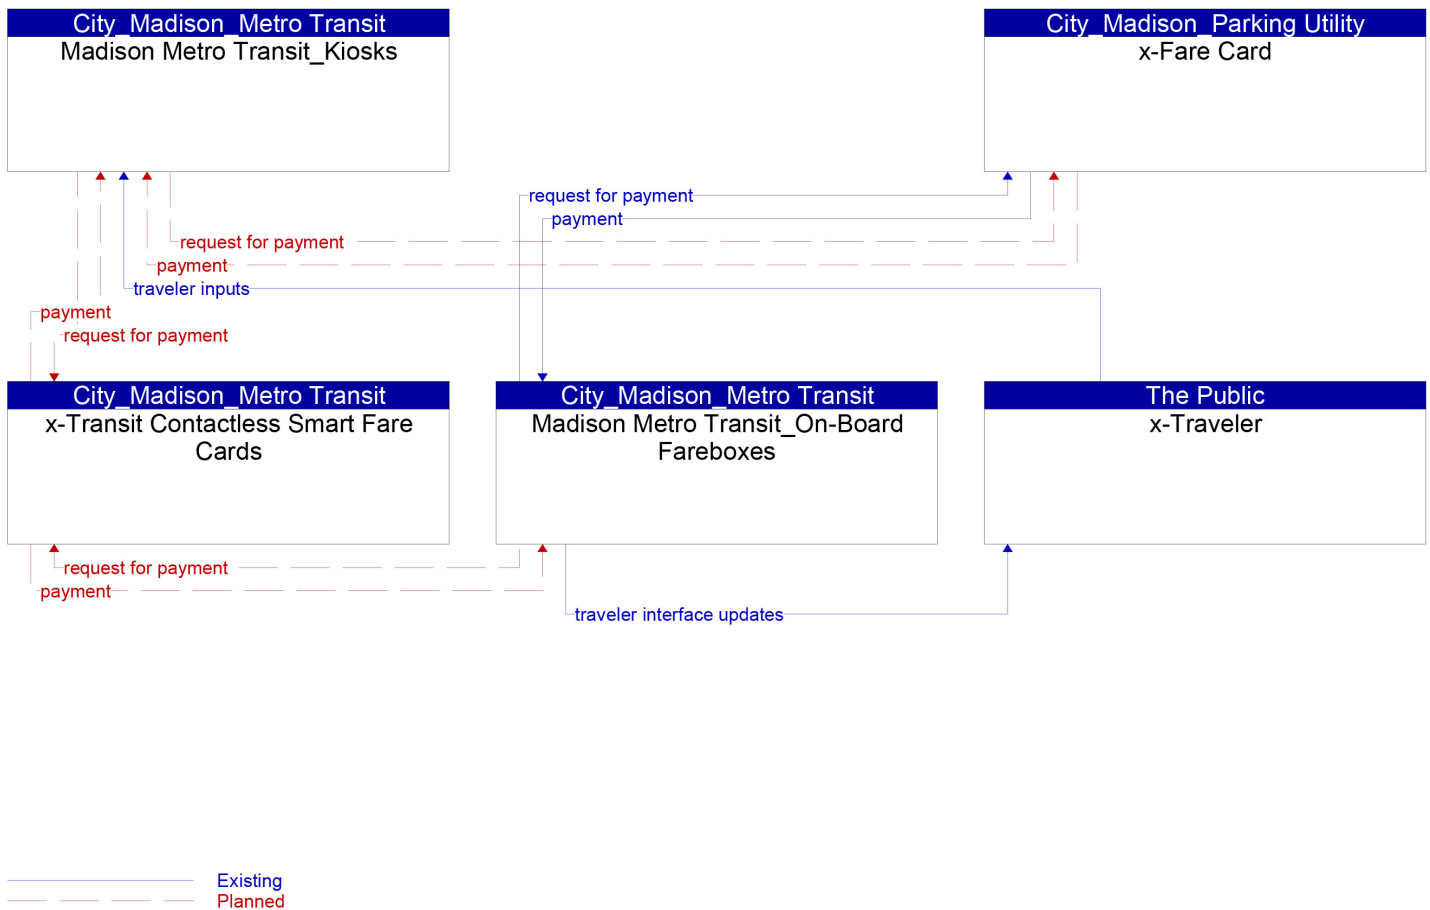 City_Madison_Metro Transit
Madison Metro Transit_Kiosks
City_Madison_Parking Utility
x-Fare Card
request for payment
payment
request for payment
payment
traveler inputs
payment
request for payment
City_Madison_Metro Transit
x-Transit Contactless Smart Fare
Cards
City_Madison_Metro Transit
Madison Metro Transit_On-Board
Fareboxes
The Public
x-Traveler
request for payment
payment
traveler interface updates
Existing
Planned